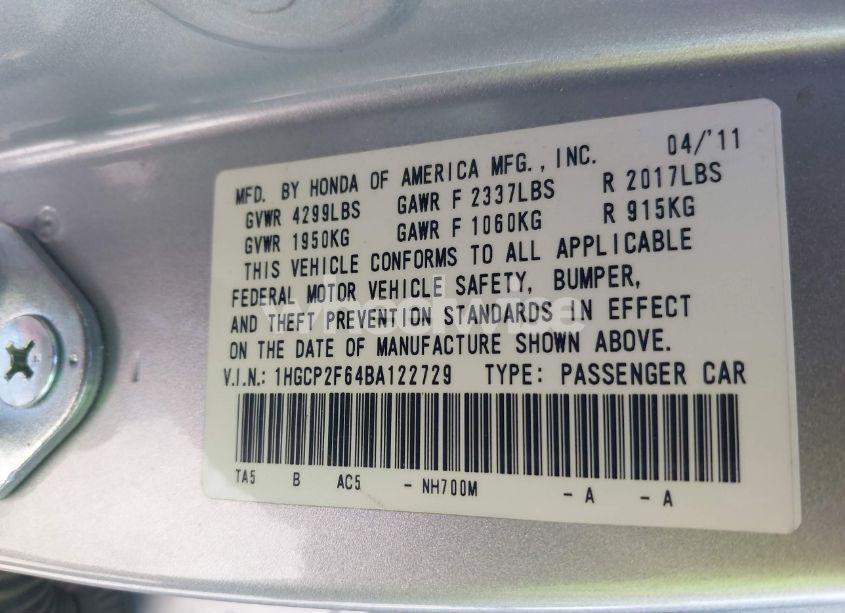 MFD. BY HONDA OF AMERICA MFG., INC. 04/'11
GVWR 4299LBS GAWR F 2337LBS R 2017LBS
GVWR 1950KG GAWR F 1060KG R 915KG
THIS VEHICLE CONFORMS TO ALL APPLICABLE
FEDERAL MOTOR VEHICLE SAFETY, BUMPER,
AND THEFT PREVENTION STANDARDS IN EFFECT
ON THE DATE OF MANUFACTURE SHOWN ABOVE.
V.I.N.: 1HGCP2F64BA122729 TYPE: PASSENGER CAR
TA5 B AC5 - NH700M - A - A